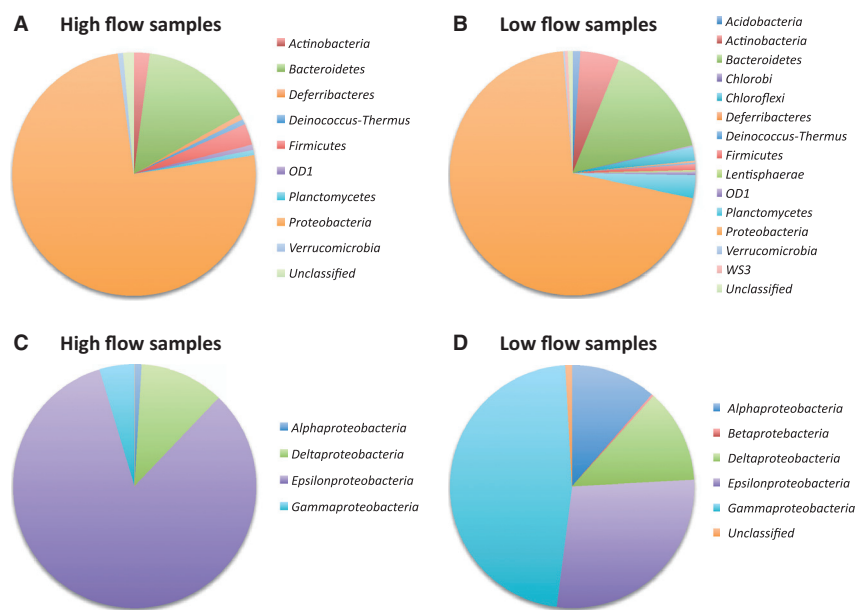 A High flow samples
Actinobacteria
Bacteroidetes
Deferribacteres
Deinococcus-Thermus
Firmicutes
OD1
Planctomycetes
Proteobacteria
Verrucomicrobia
Unclassified
B Low flow samples
Acidobacteria
Actinobacteria
Bacteroidetes
Chlorobi
Chloroflexi
Deferribacteres
Deinococcus-Thermus
Firmicutes
Lentisphaerae
OD1
Planctomycetes
Proteobacteria
Verrucomicrobia
WS3
Unclassified
C High flow samples
Alphaproteobacteria
Deltaproteobacteria
Epsilonproteobacteria
Gammaproteobacteria
D Low flow samples
Alphaproteobacteria
Betaprotebacteria
Deltaproteobacteria
Epsilonproteobacteria
Gammaproteobacteria
Unclassified